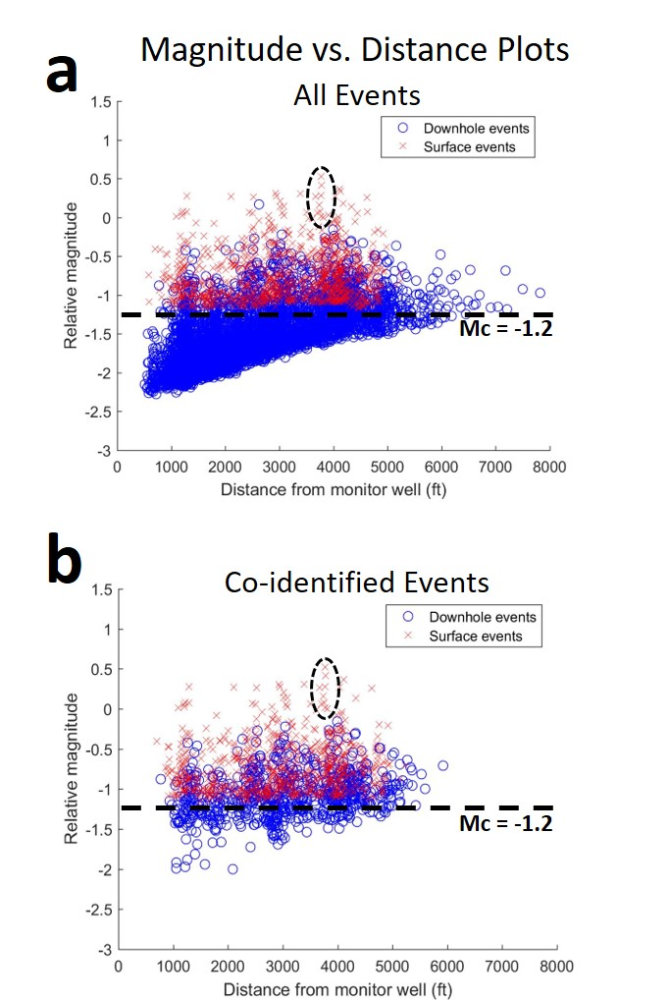 Magnitude vs. Distance Plots
a
All Events
1.5
1
0.5
0
-0.5
-1
-1.5
-2
-2.5
-3
Relative magnitude
Downhole events
Surface events
Mc = -1.2
0 1000 2000 3000 4000 5000 6000 7000 8000
Distance from monitor well (ft)
b
Co-identified Events
1.5
1
0.5
0
-0.5
-1
-1.5
-2
-2.5
-3
Relative magnitude
Downhole events
Surface events
Mc = -1.2
0 1000 2000 3000 4000 5000 6000 7000 8000
Distance from monitor well (ft)